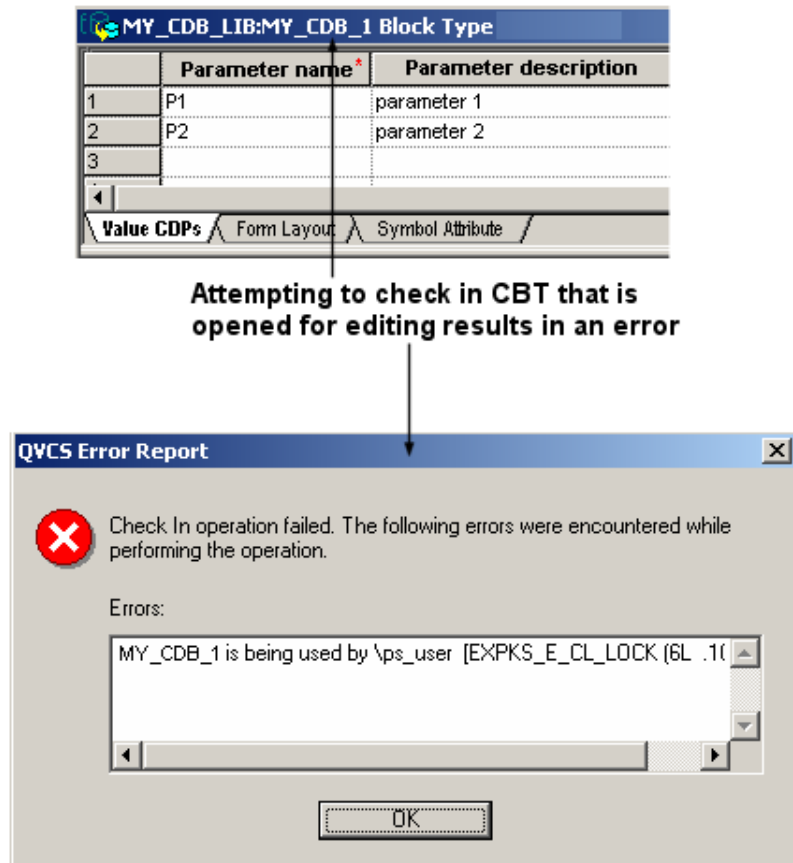 MY_CDB_LIB:MY_CDB_1 Block Type
Parameter name* Parameter description
1 P1 parameter 1
2 P2 parameter 2
3
Value CDPs Form Layout Symbol Attribute
Attempting to check in CBT that is
opened for editing results in an error
QVCS Error Report
Check In operation failed. The following errors were encountered while
performing the operation.
Errors:
MY_CDB_1 is being used by \ps_user [EXPKS_E_CL_LOCK (6L .1(
OK